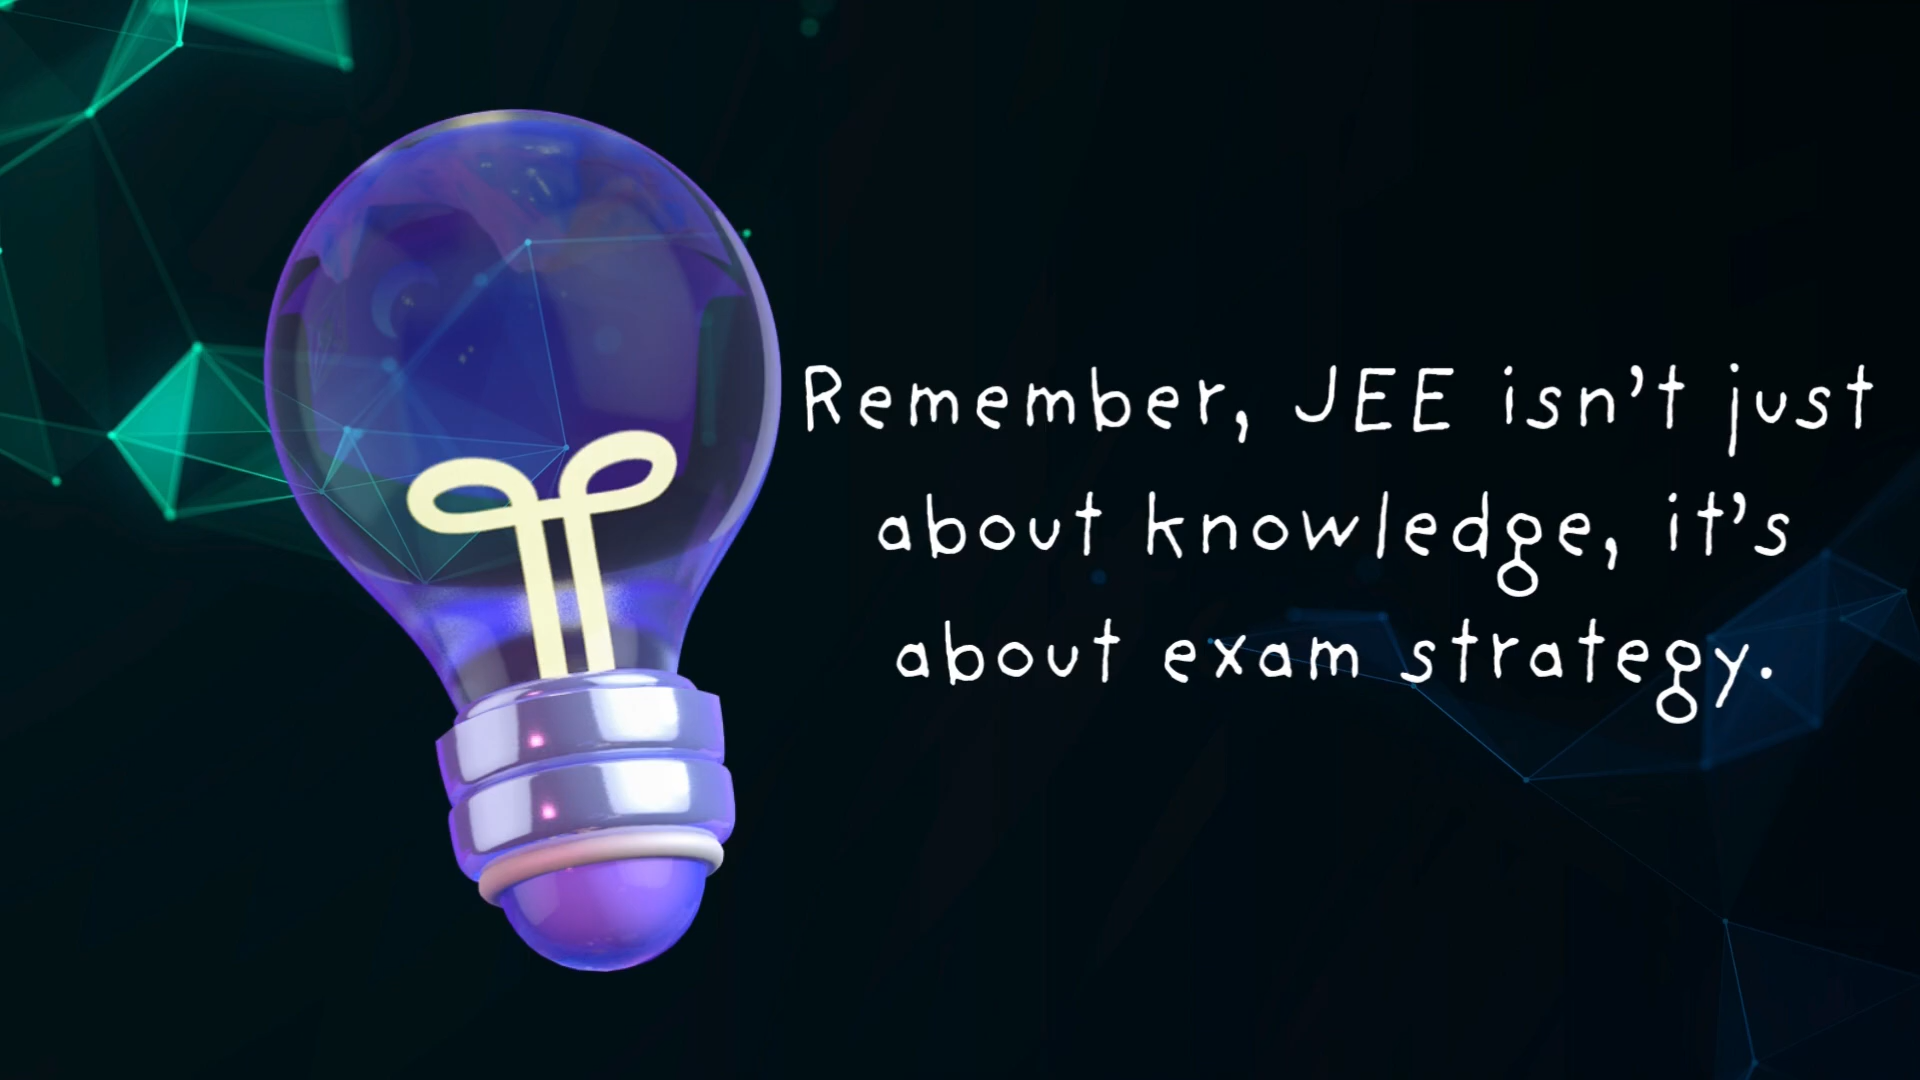 Remember, JEE isn't just
about knowledge, it's
about exam strategy.